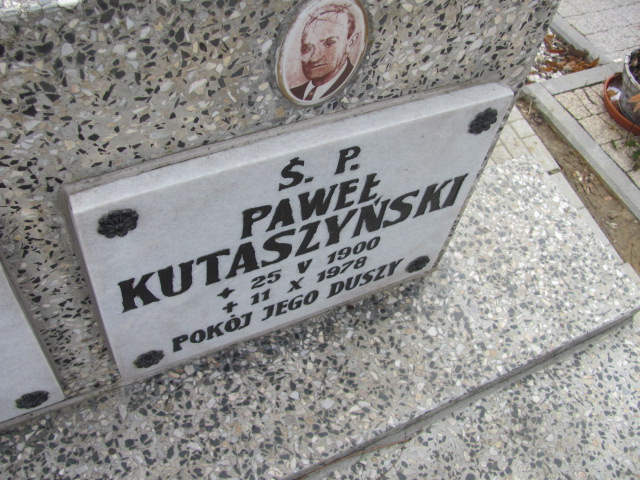 Ś. P.
PAWEŁ
KUTASZYŃSKI
+ 25 V 1900
+ 11 X 1978
POKÓJ JEGO DUSZY